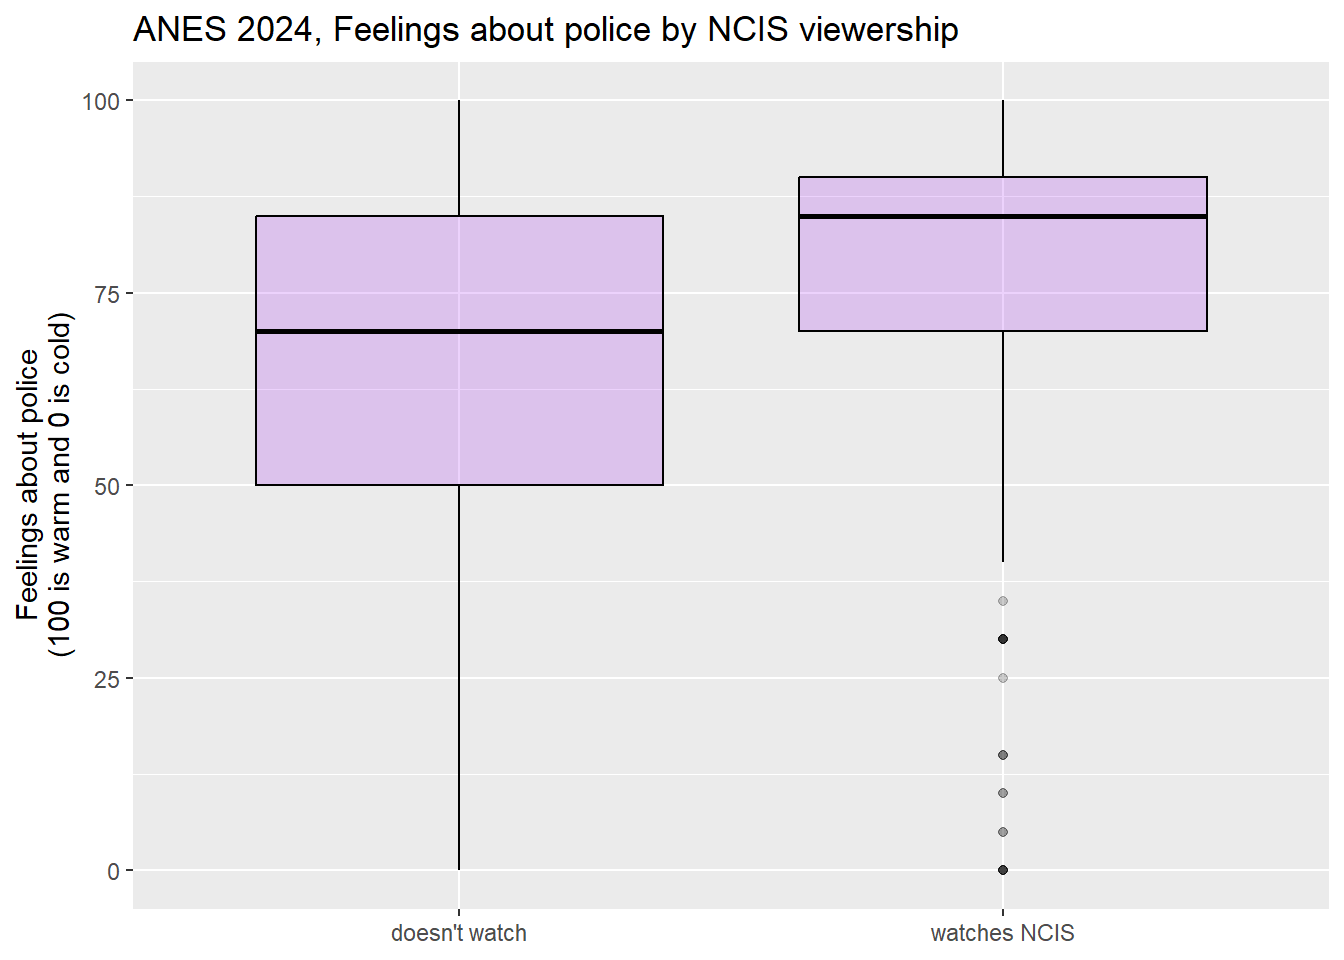 ANES 2024, Feelings about police by NCIS viewership
Feelings about police
(100 is warm and 0 is cold)
100
75
50
25
0
doesn't watch
watches NCIS